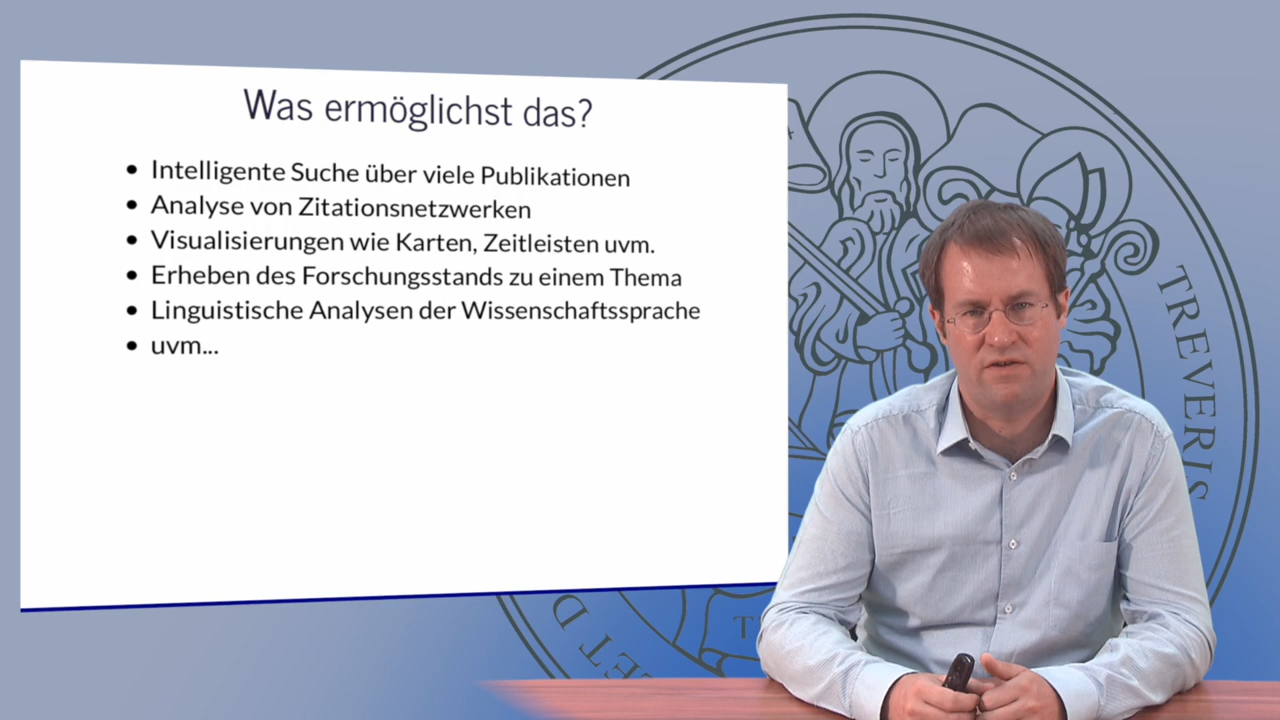 Was ermöglichst das?
• Intelligente Suche über viele Publikationen
• Analyse von Zitationsnetzwerken
• Visualisierungen wie Karten, Zeitleisten uvm.
• Erheben des Forschungsstands zu einem Thema
• Linguistische Analysen der Wissenschaftssprache
• uvm...
TREVERIS
ET D
T